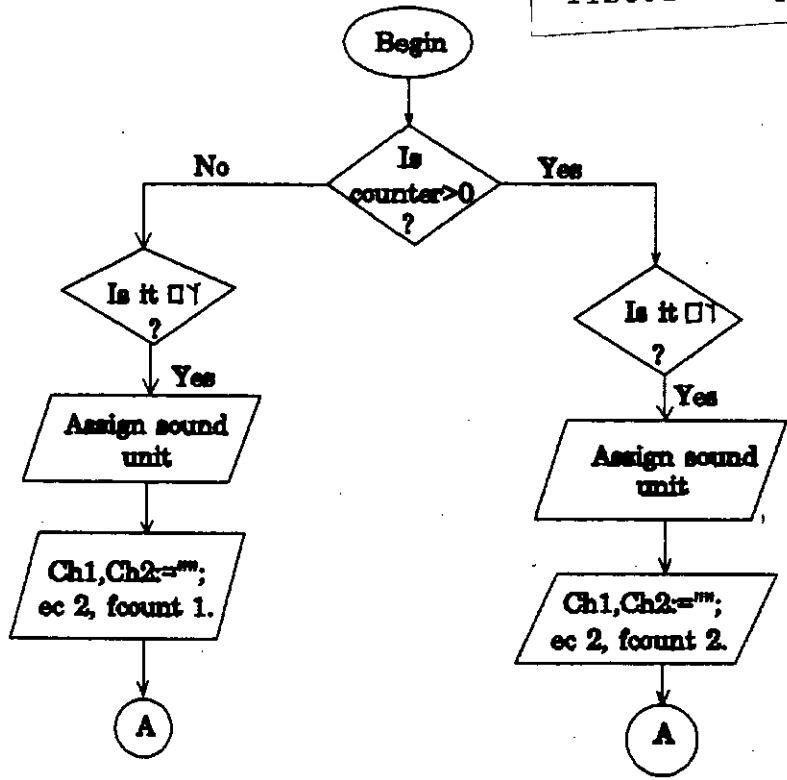 Begin
Is
counter>0
?
No
Yes
Is it
?
Yes
Assign sound
unit
Ch1,Ch2:="";
ec 2, fcount 1.
A
Is it
?
Yes
Assign sound
unit
Ch1,Ch2:="";
ec 2, fcount 2.
A